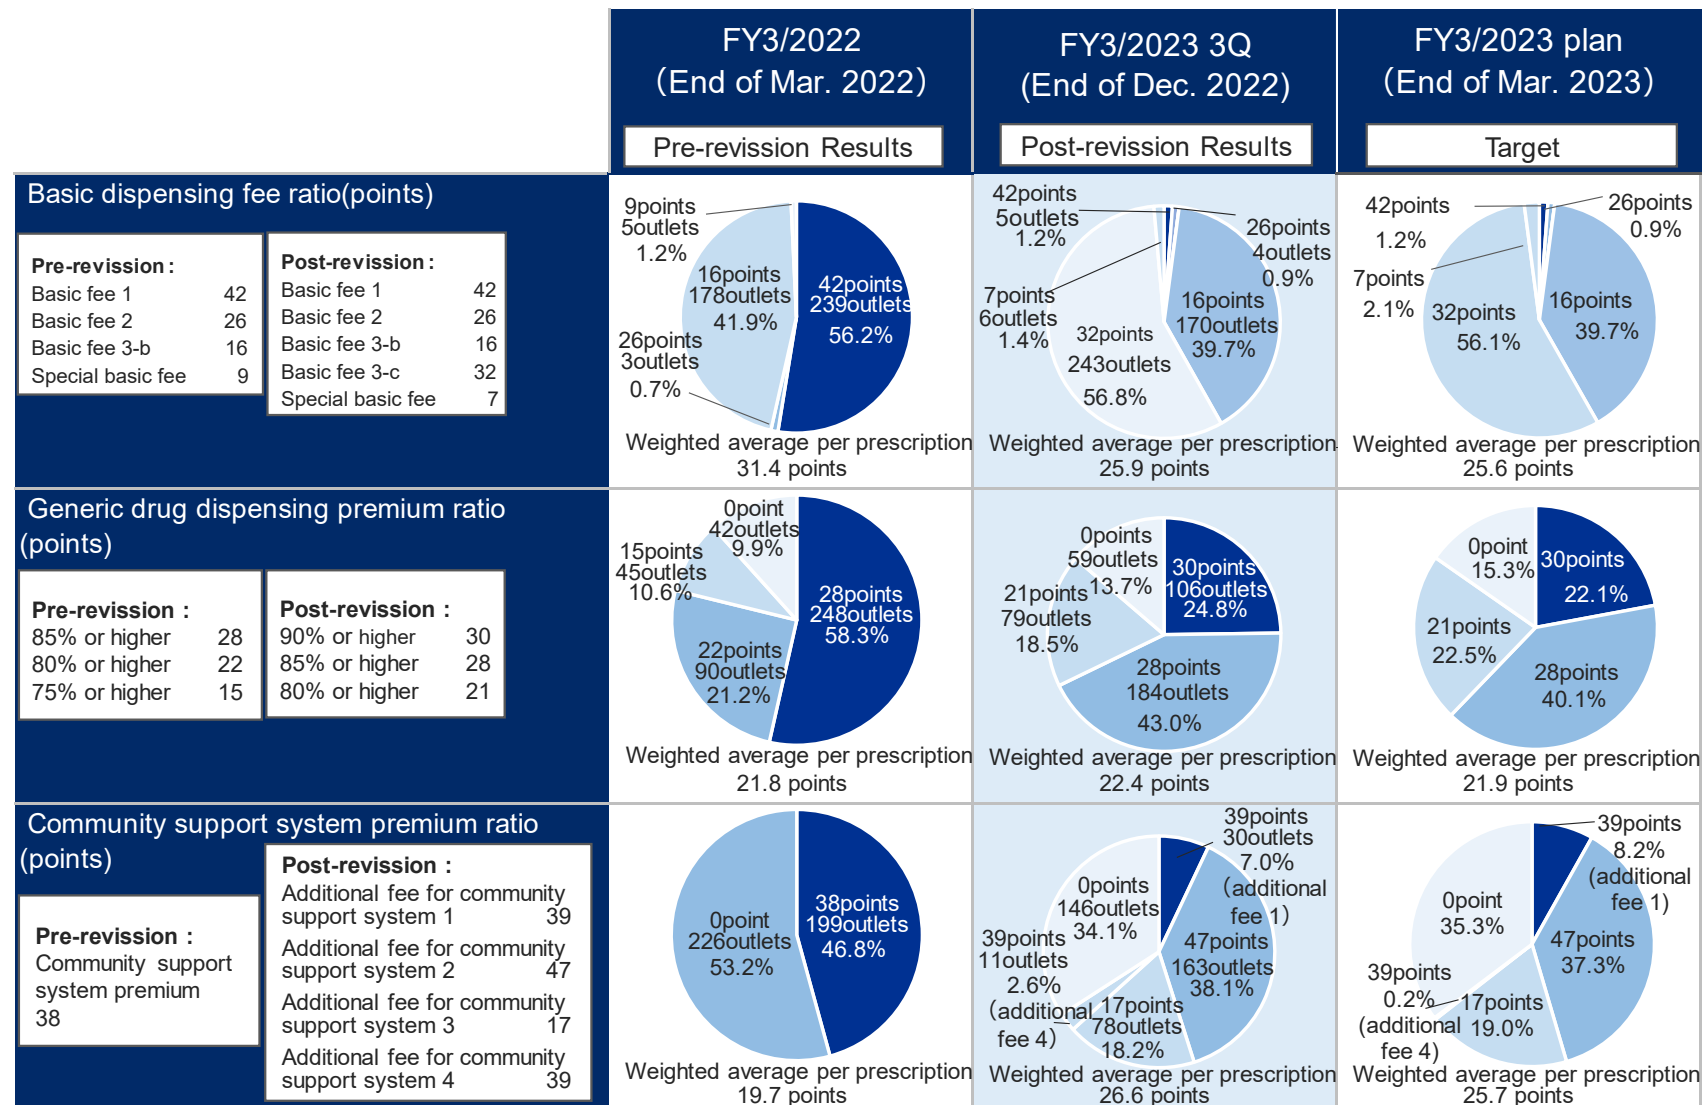 FY3/2022
（End of Mar. 2022）
Pre-revission Results
FY3/2023 3Q
(End of Dec. 2022)
Post-revission Results
FY3/2023 plan
（End of Mar. 2023）
Target
Basic dispensing fee ratio(points)
Pre-revission :
Basic fee 1 42
Basic fee 2 26
Basic fee 3-b 16
Special basic fee 9
Post-revission :
Basic fee 1 42
Basic fee 2 26
Basic fee 3-b 16
Basic fee 3-c 32
Special basic fee 7
9points
5outlets
1.2%
16points
178outlets
41.9%
42points
239outlets
56.2%
26points
3outlets
0.7%
Weighted average per prescription
31.4 points
42points
5outlets
1.2%
26points
4outlets
0.9%
7points
6outlets
1.4%
16points
170outlets
39.7%
32points
243outlets
56.8%
Weighted average per prescription
25.9 points
42points
1.2%
26points
0.9%
7points
2.1%
32points
56.1%
16points
39.7%
Weighted average per prescription
25.6 points
Generic drug dispensing premium ratio
(points)
Pre-revission :
85% or higher 28
80% or higher 22
75% or higher 15
Post-revission :
90% or higher 30
85% or higher 28
80% or higher 21
0point
42outlets
9.9%
15points
45outlets
10.6%
28points
248outlets
58.3%
22points
90outlets
21.2%
Weighted average per prescription
21.8 points
0points
59outlets
13.7%
30points
106outlets
24.8%
21points
79outlets
18.5%
28points
184outlets
43.0%
Weighted average per prescription
22.4 points
0point
15.3%
30points
22.1%
21points
22.5%
28points
40.1%
Weighted average per prescription
21.9 points
Community support system premium ratio
(points)
Pre-revission :
Community support
system premium
38
Post-revission :
Additional fee for community
support system 1 39
Additional fee for community
support system 2 47
Additional fee for community
support system 3 17
Additional fee for community
support system 4 39
0point
226outlets
53.2%
38points
199outlets
46.8%
Weighted average per prescription
19.7 points
39points
30outlets
7.0%
（additional
fee 1）
0points
146outlets
34.1%
39points
11outlets
2.6%
（additional
fee 4）
47points
163outlets
38.1%
17points
78outlets
18.2%
Weighted average per prescription
26.6 points
39points
8.2%
(additional
fee 1)
0point
35.3%
47points
37.3%
39points
0.2%
(additional
fee 4)
17points
19.0%
Weighted average per prescription
25.7 points